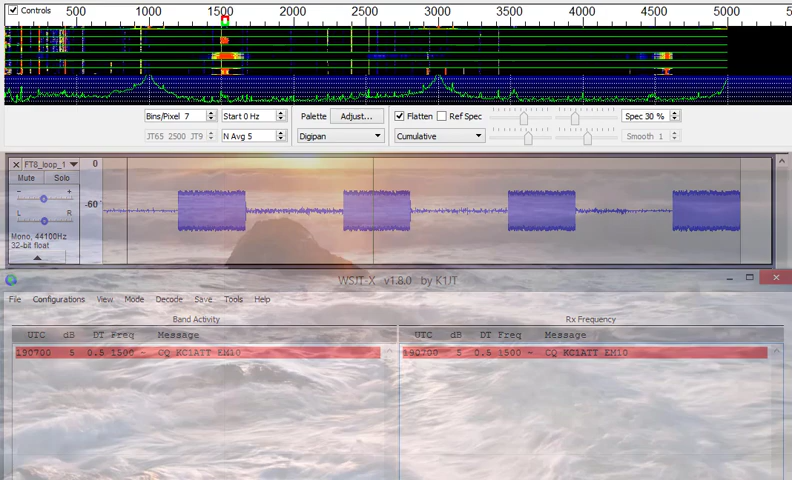 Controls 500 1000 1500 2000 2500 3000 3500 4000 4500 5000 5
Bins/Pixel 7 Start 0 Hz Palette Adjust... Flatten Ref Spec Spec 30 %
JT65 2500 JT9 N Avg 5 Digipan Cumulative Smooth 1
FT8_loop_1
Mute Solo
- +
L R
Mono, 44100Hz
32-bit float
0
-60
WSJT-X v1.8.0 by K1JT
File Configurations View Mode Decode Save Tools Help
Band Activity Rx Frequency
UTC dB DT Freq Message UTC dB DT Freq Message
190700 5 0.5 1500 ~ CQ KC1ATT EM10 190700 5 0.5 1500 ~ CQ KC1ATT EM10